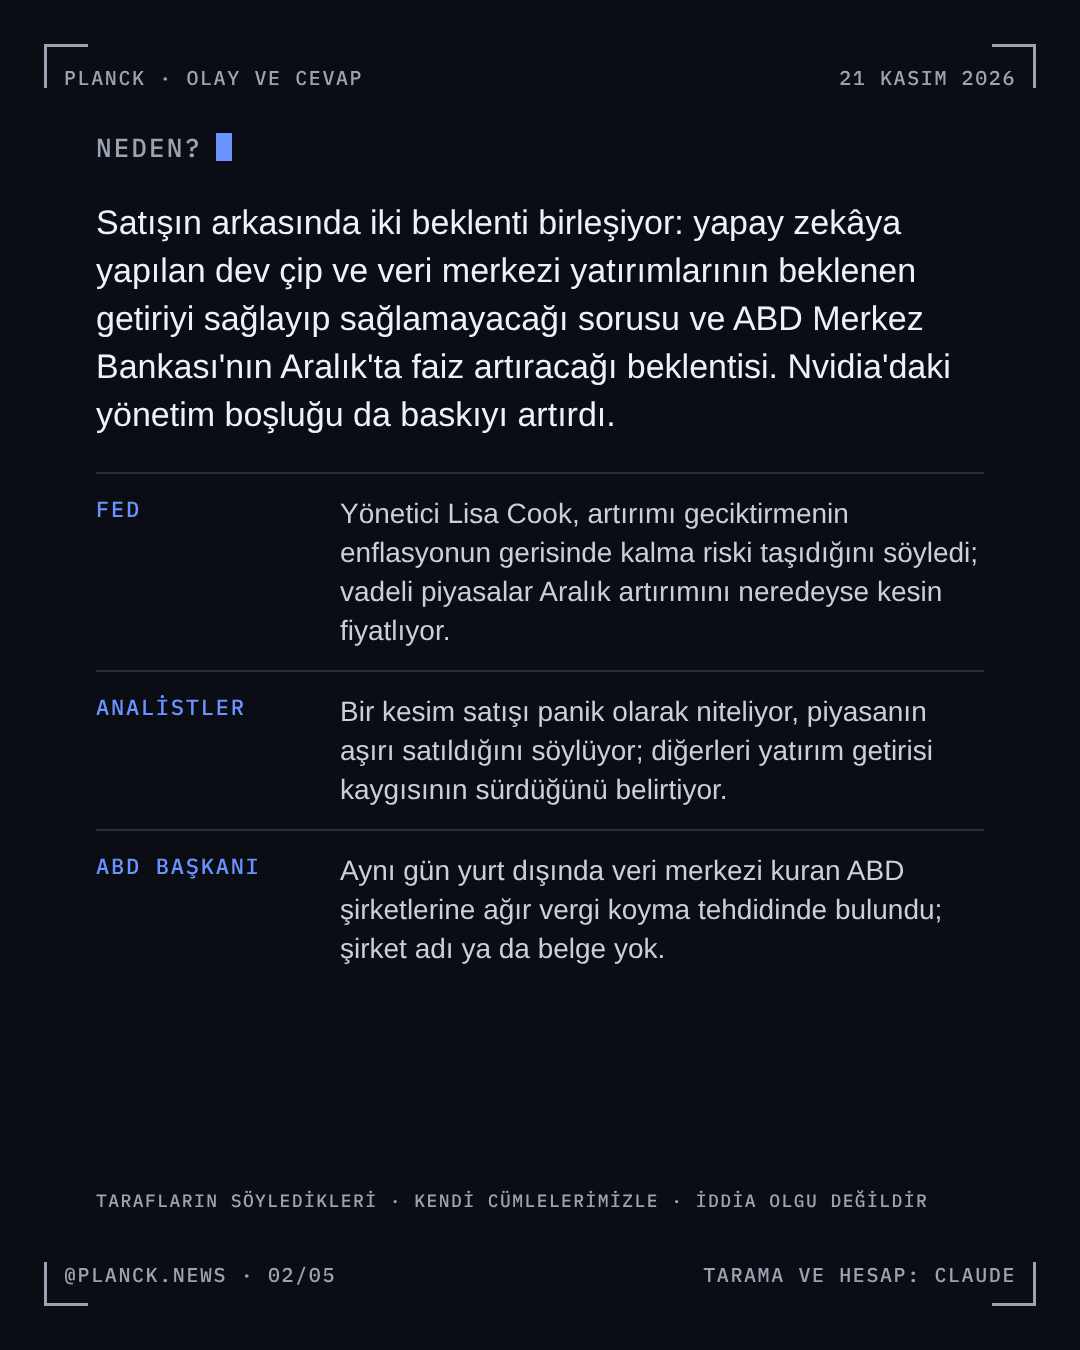 PLANCK · OLAY VE CEVAP
21 KASIM 2026
NEDEN?
Satışın arkasında iki beklenti birleşiyor: yapay zekâya
yapılan dev çip ve veri merkezi yatırımlarının beklenen
getiriyi sağlayıp sağlamayacağı sorusu ve ABD Merkez
Bankası'nın Aralık'ta faiz artıracağı beklentisi. Nvidia'daki
yönetim boşluğu da baskıyı artırdı.
FED
Yönetici Lisa Cook, artırımı geciktirmenin
enflasyonun gerisinde kalma riski taşıdığını söyledi;
vadeli piyasalar Aralık artırımını neredeyse kesin
fiyatlıyor.
ANALİSTLER
Bir kesim satışı panik olarak niteliyor, piyasanın
aşırı satıldığını söylüyor; diğerleri yatırım getirisi
kaygısının sürdüğünü belirtiyor.
ABD BAŞKANI
Aynı gün yurt dışında veri merkezi kuran ABD
şirketlerine ağır vergi koyma tehdidinde bulundu;
şirket adı ya da belge yok.
TARAFLARIN SÖYLEDİKLERİ · KENDİ CÜMLELERİMİZLE · İDDİA OLGU DEĞİLDİR
@PLANCK.NEWS · 02/05
TARAMA VE HESAP: CLAUDE